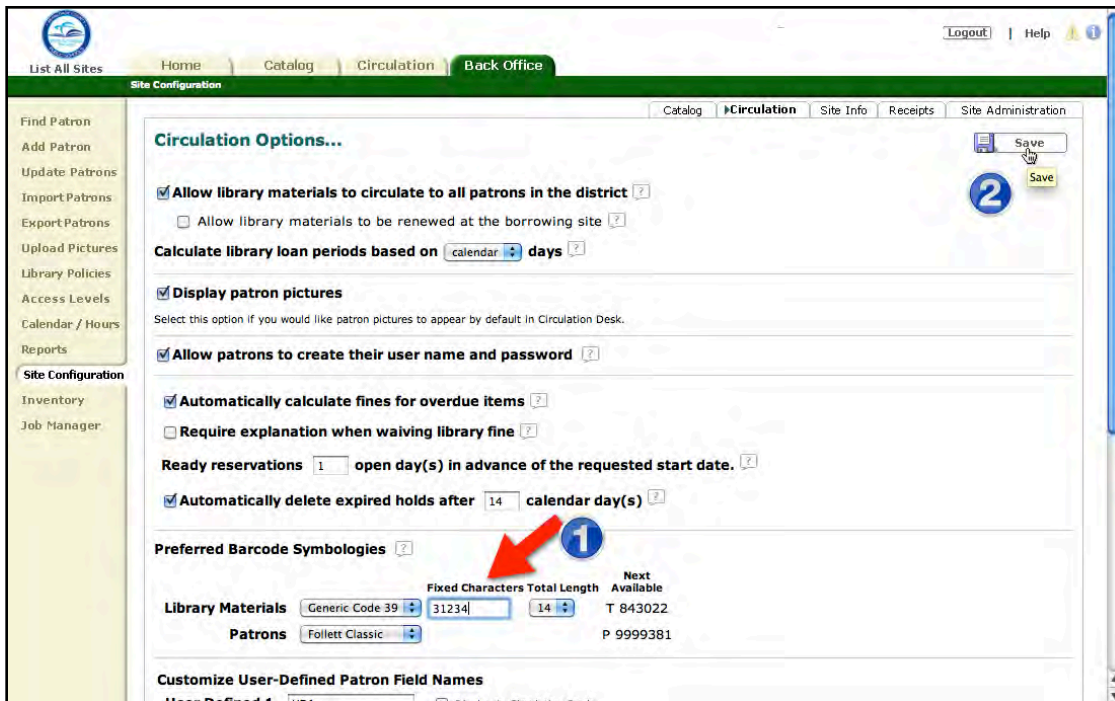 Logout | Help
List All Sites
Home Catalog Circulation Back Office
Site Configuration
Catalog Circulation Site Info Receipts Site Administration
Find Patron
Add Patron
Update Patrons
Import Patrons
Export Patrons
Upload Pictures
Library Policies
Access Levels
Calendar / Hours
Reports
Site Configuration
Inventory
Job Manager
Circulation Options...
Save
Save
2
Allow library materials to circulate to all patrons in the district ?
Allow library materials to be renewed at the borrowing site ?
Calculate library loan periods based on calendar days ?
Display patron pictures
Select this option if you would like patron pictures to appear by default in Circulation Desk.
Allow patrons to create their user name and password ?
Automatically calculate fines for overdue items ?
Require explanation when waiving library fine ?
Ready reservations 1 open day(s) in advance of the requested start date. ?
Automatically delete expired holds after 14 calendar day(s) ?
1
Preferred Barcode Symbologies ?
Fixed Characters Total Length Next Available
Library Materials Generic Code 39 31234 14 T 843022
Patrons Follett Classic P 9999381
Customize User-Defined Patron Field Names
User Defined 1